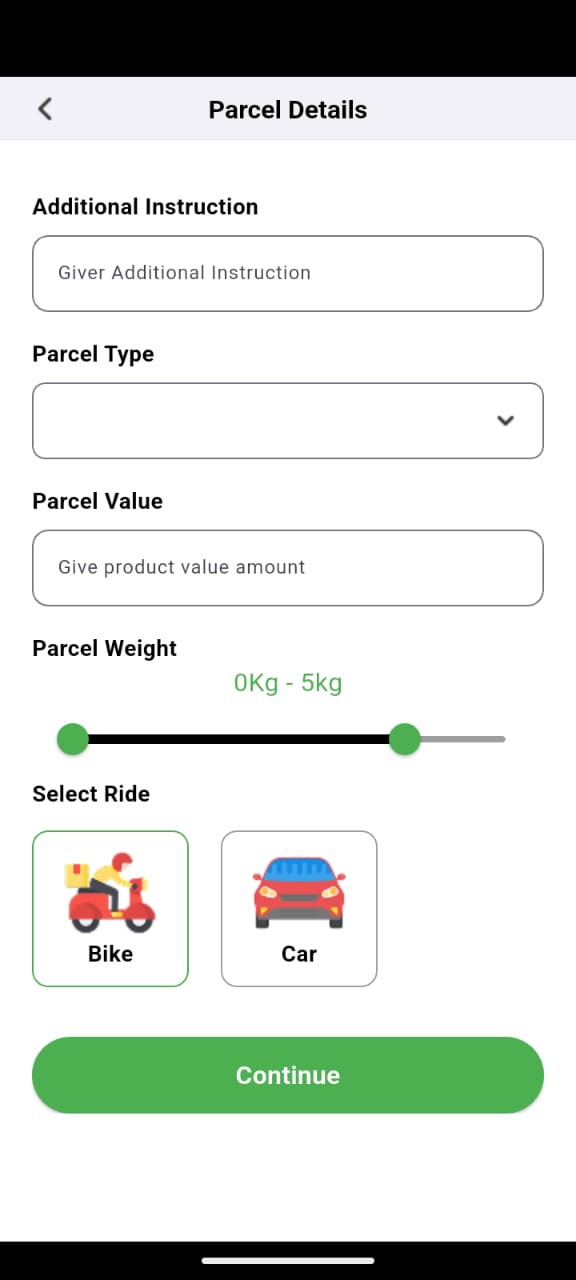 Parcel Details
Additional Instruction
Giver Additional Instruction
Parcel Type
Parcel Value
Give product value amount
Parcel Weight
0Kg - 5kg
Select Ride
Bike
Car
Continue